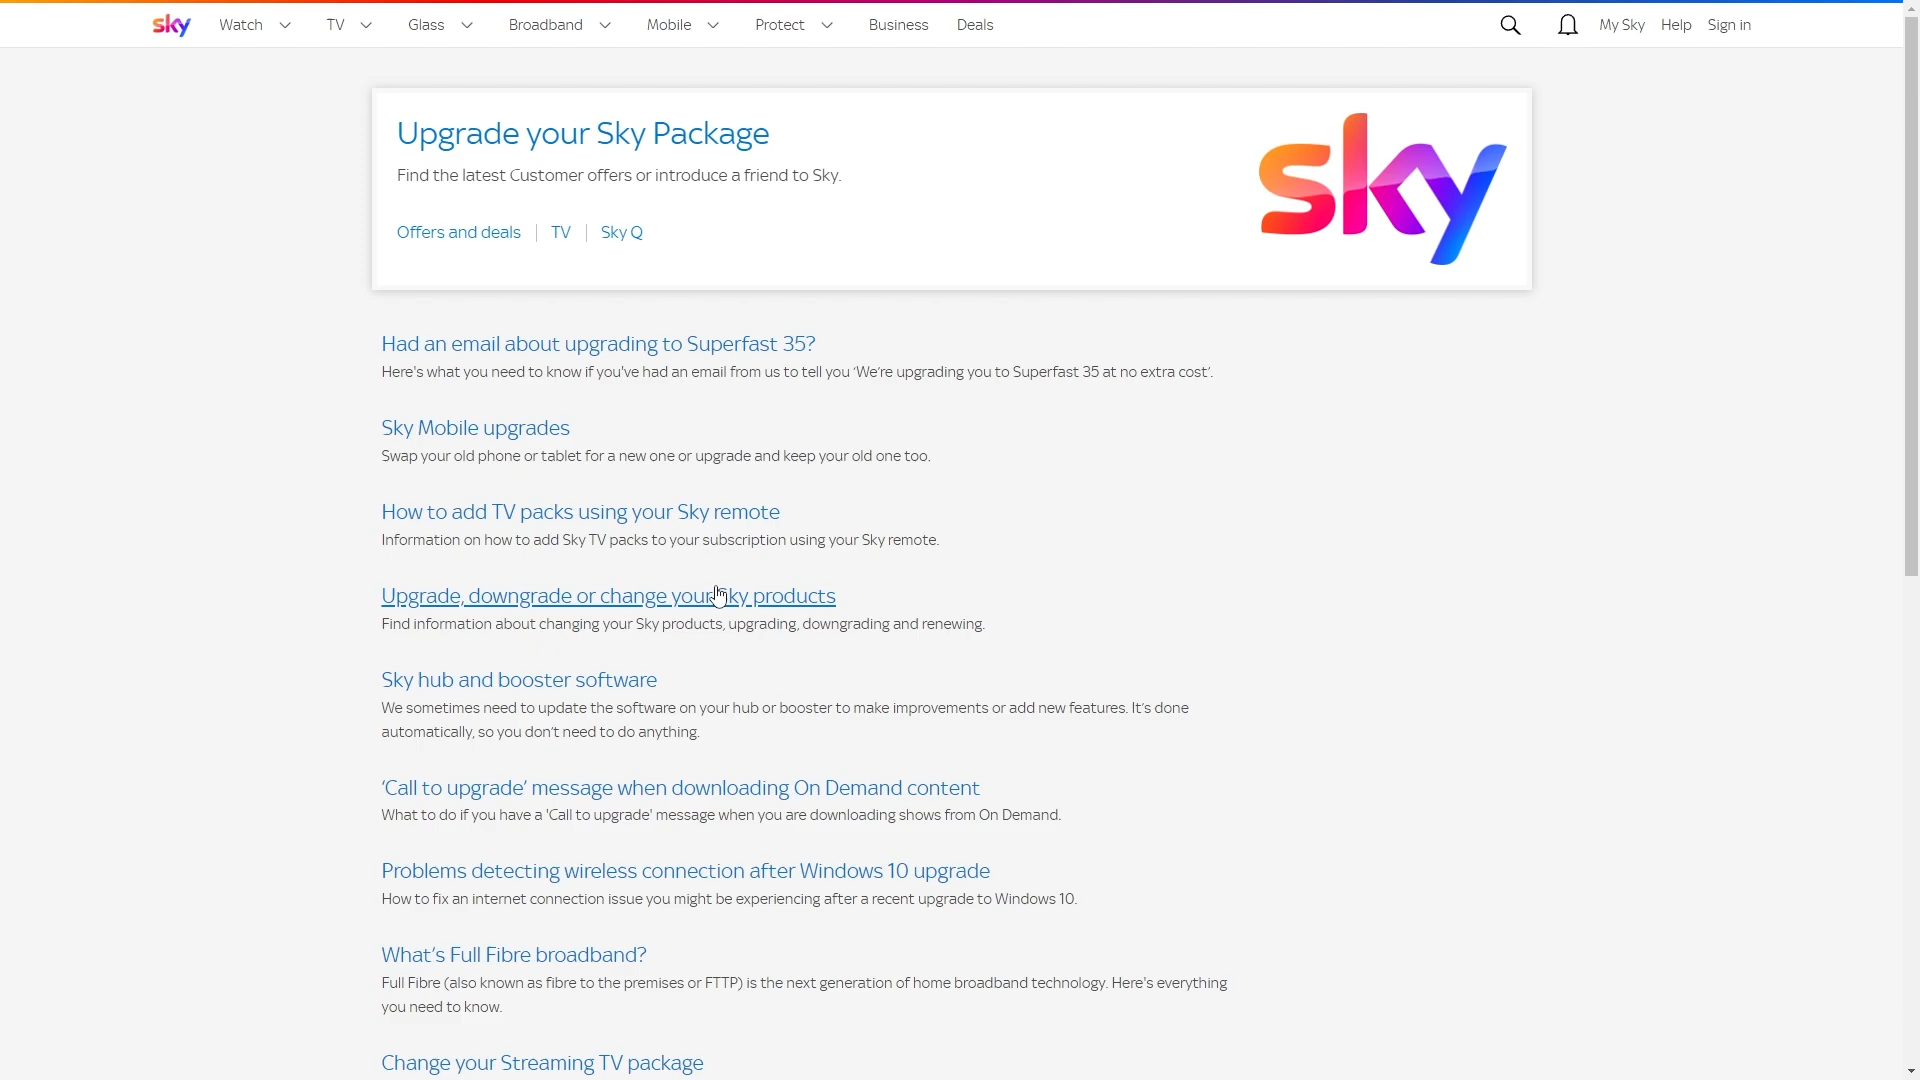 sky Watch TV Glass Broadband Mobile Protect Business Deals My Sky Help Sign in
Upgrade your Sky Package
Find the latest Customer offers or introduce a friend to Sky.
Offers and deals TV Sky Q
sky
Had an email about upgrading to Superfast 35?
Here's what you need to know if you've had an email from us to tell you ‘We’re upgrading you to Superfast 35 at no extra cost’.
Sky Mobile upgrades
Swap your old phone or tablet for a new one or upgrade and keep your old one too.
How to add TV packs using your Sky remote
Information on how to add Sky TV packs to your subscription using your Sky remote.
Upgrade, downgrade or change your Sky products
Find information about changing your Sky products, upgrading, downgrading and renewing.
Sky hub and booster software
We sometimes need to update the software on your hub or booster to make improvements or add new features. It’s done
automatically, so you don’t need to do anything.
‘Call to upgrade’ message when downloading On Demand content
What to do if you have a 'Call to upgrade' message when you are downloading shows from On Demand.
Problems detecting wireless connection after Windows 10 upgrade
How to fix an internet connection issue you might be experiencing after a recent upgrade to Windows 10.
What’s Full Fibre broadband?
Full Fibre (also known as fibre to the premises or FTTP) is the next generation of home broadband technology. Here's everything
you need to know.
Change your Streaming TV package